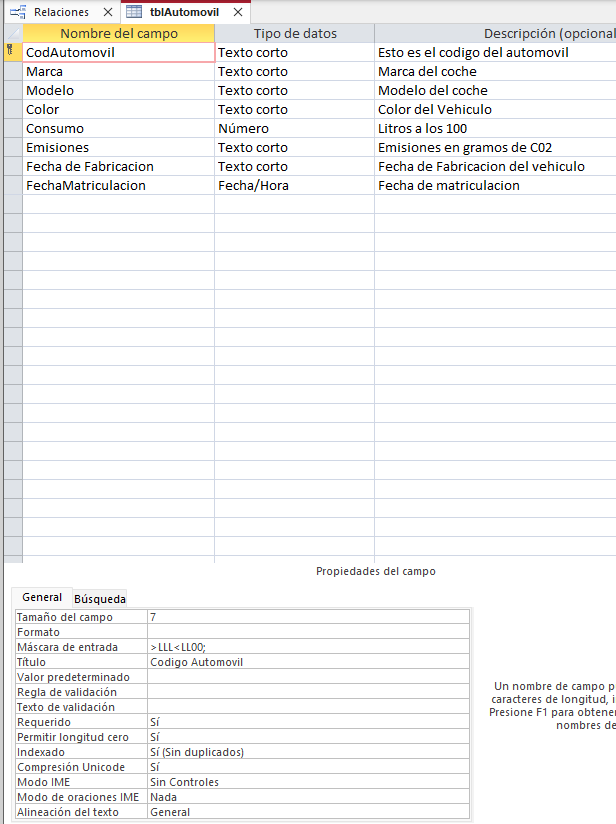 Relaciones tblAutomovil
Nombre del campo Tipo de datos Descripción (opcional
CodAutomovil Texto corto Esto es el codigo del automovil
Marca Texto corto Marca del coche
Modelo Texto corto Modelo del coche
Color Texto corto Color del Vehiculo
Consumo Número Litros a los 100
Emisiones Texto corto Emisiones en gramos de C02
Fecha de Fabricacion Texto corto Fecha de Fabricacion del vehiculo
FechaMatriculacion Fecha/Hora Fecha de matriculacion
Propiedades del campo
General Búsqueda
Tamaño del campo 7
Formato
Máscara de entrada >LLL<LL00;
Título Codigo Automovil
Valor predeterminado
Regla de validación
Texto de validación
Requerido Sí
Permitir longitud cero Sí
Indexado Sí (Sin duplicados)
Compresión Unicode Sí
Modo IME Sin Controles
Modo de oraciones IME Nada
Alineación del texto General
Un nombre de campo p
caracteres de longitud, i
Presione F1 para obtener
nombres de